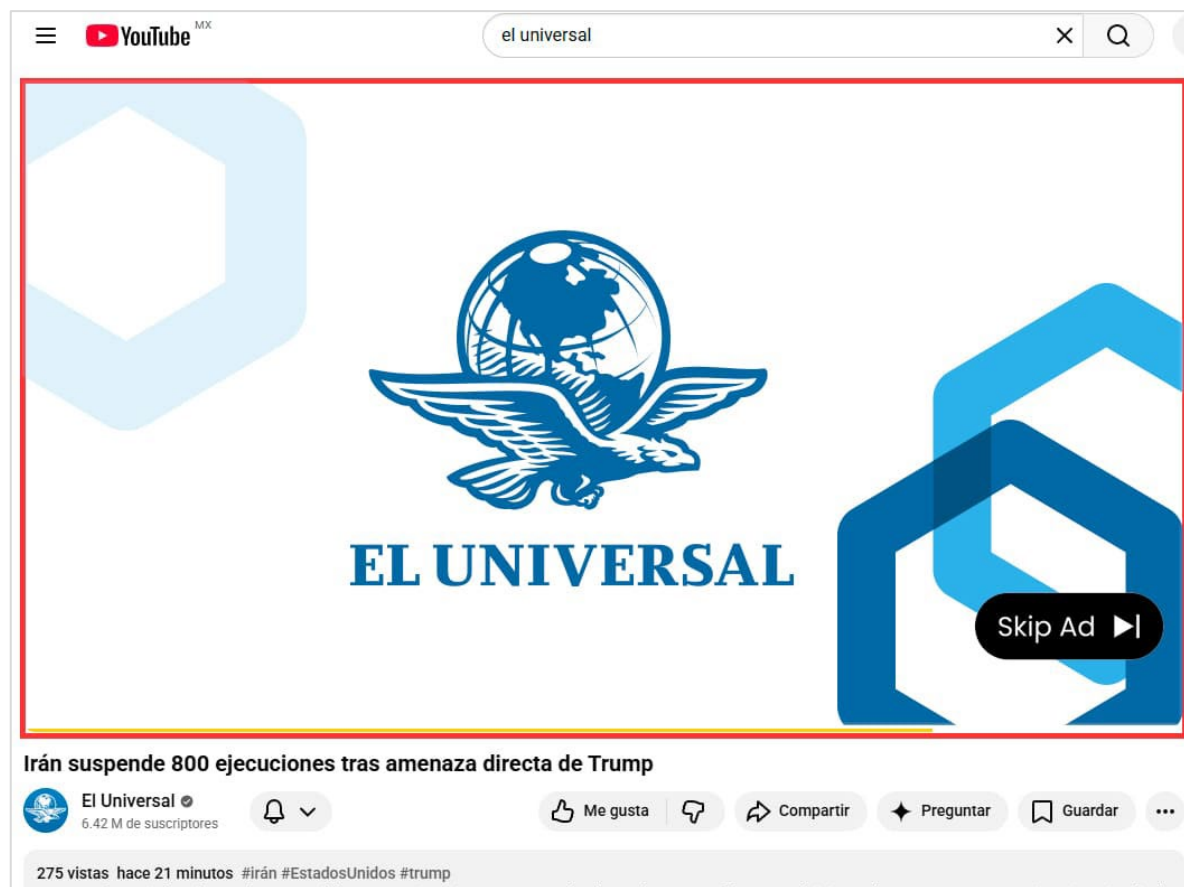 YouTube MX
el universal
EL UNIVERSAL
Skip Ad
Irán suspende 800 ejecuciones tras amenaza directa de Trump
El Universal
6.42 M de suscriptores
Me gusta
Compartir
Preguntar
Guardar
275 vistas hace 21 minutos #irán #EstadosUnidos #trump